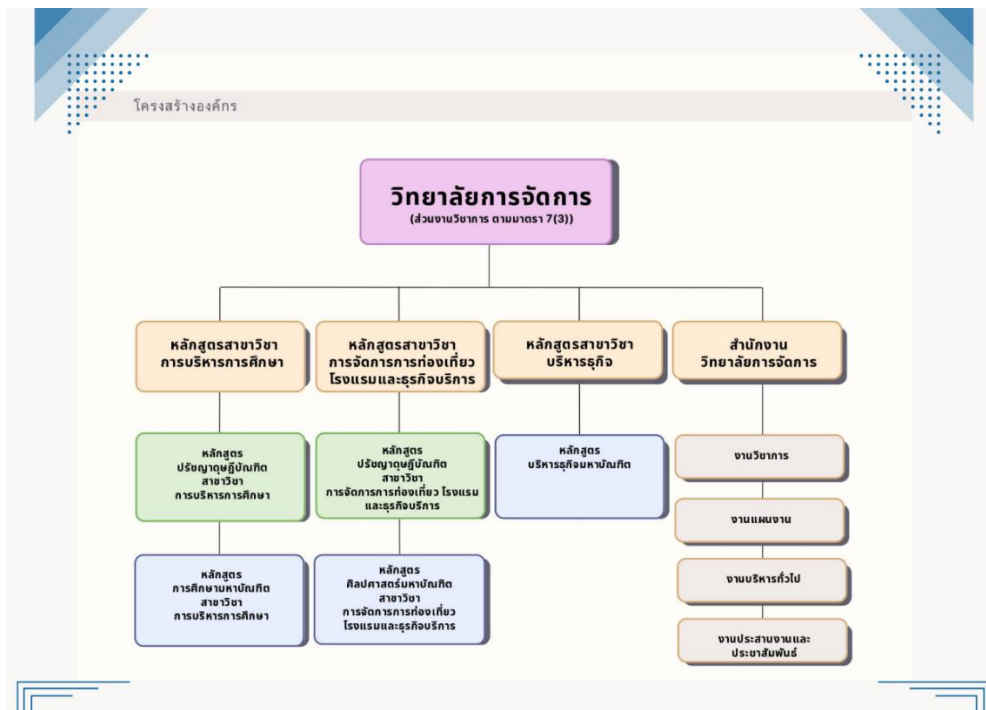 โครงสร้างองค์กร
วิทยาลัยการจัดการ
(ส่วนงานวิชาการ ตามมาตรา 7(3))
หลักสูตรสาขาวิชา
การบริหารการศึกษา
หลักสูตรสาขาวิชา
การจัดการการท่องเที่ยว
โรงแรมและธุรกิจบริการ
หลักสูตรสาขาวิชา
บริหารธุรกิจ
สำนักงาน
วิทยาลัยการจัดการ
หลักสูตร
ปรัชญาดุษฎีบัณฑิต
สาขาวิชา
การบริหารการศึกษา
หลักสูตร
ปรัชญาดุษฎีบัณฑิต
สาขาวิชา
การจัดการการท่องเที่ยว โรงแรม
และธุรกิจบริการ
หลักสูตร
บริหารธุรกิจมหาบัณฑิต
งานวิชาการ
งานแผนงาน
หลักสูตร
การศึกษามหาบัณฑิต
สาขาวิชา
การบริหารการศึกษา
หลักสูตร
ศิลปศาสตร์มหาบัณฑิต
สาขาวิชา
การจัดการการท่องเที่ยว
โรงแรมและธุรกิจบริการ
งานบริหารทั่วไป
งานประสานงานและ
ประชาสัมพันธ์